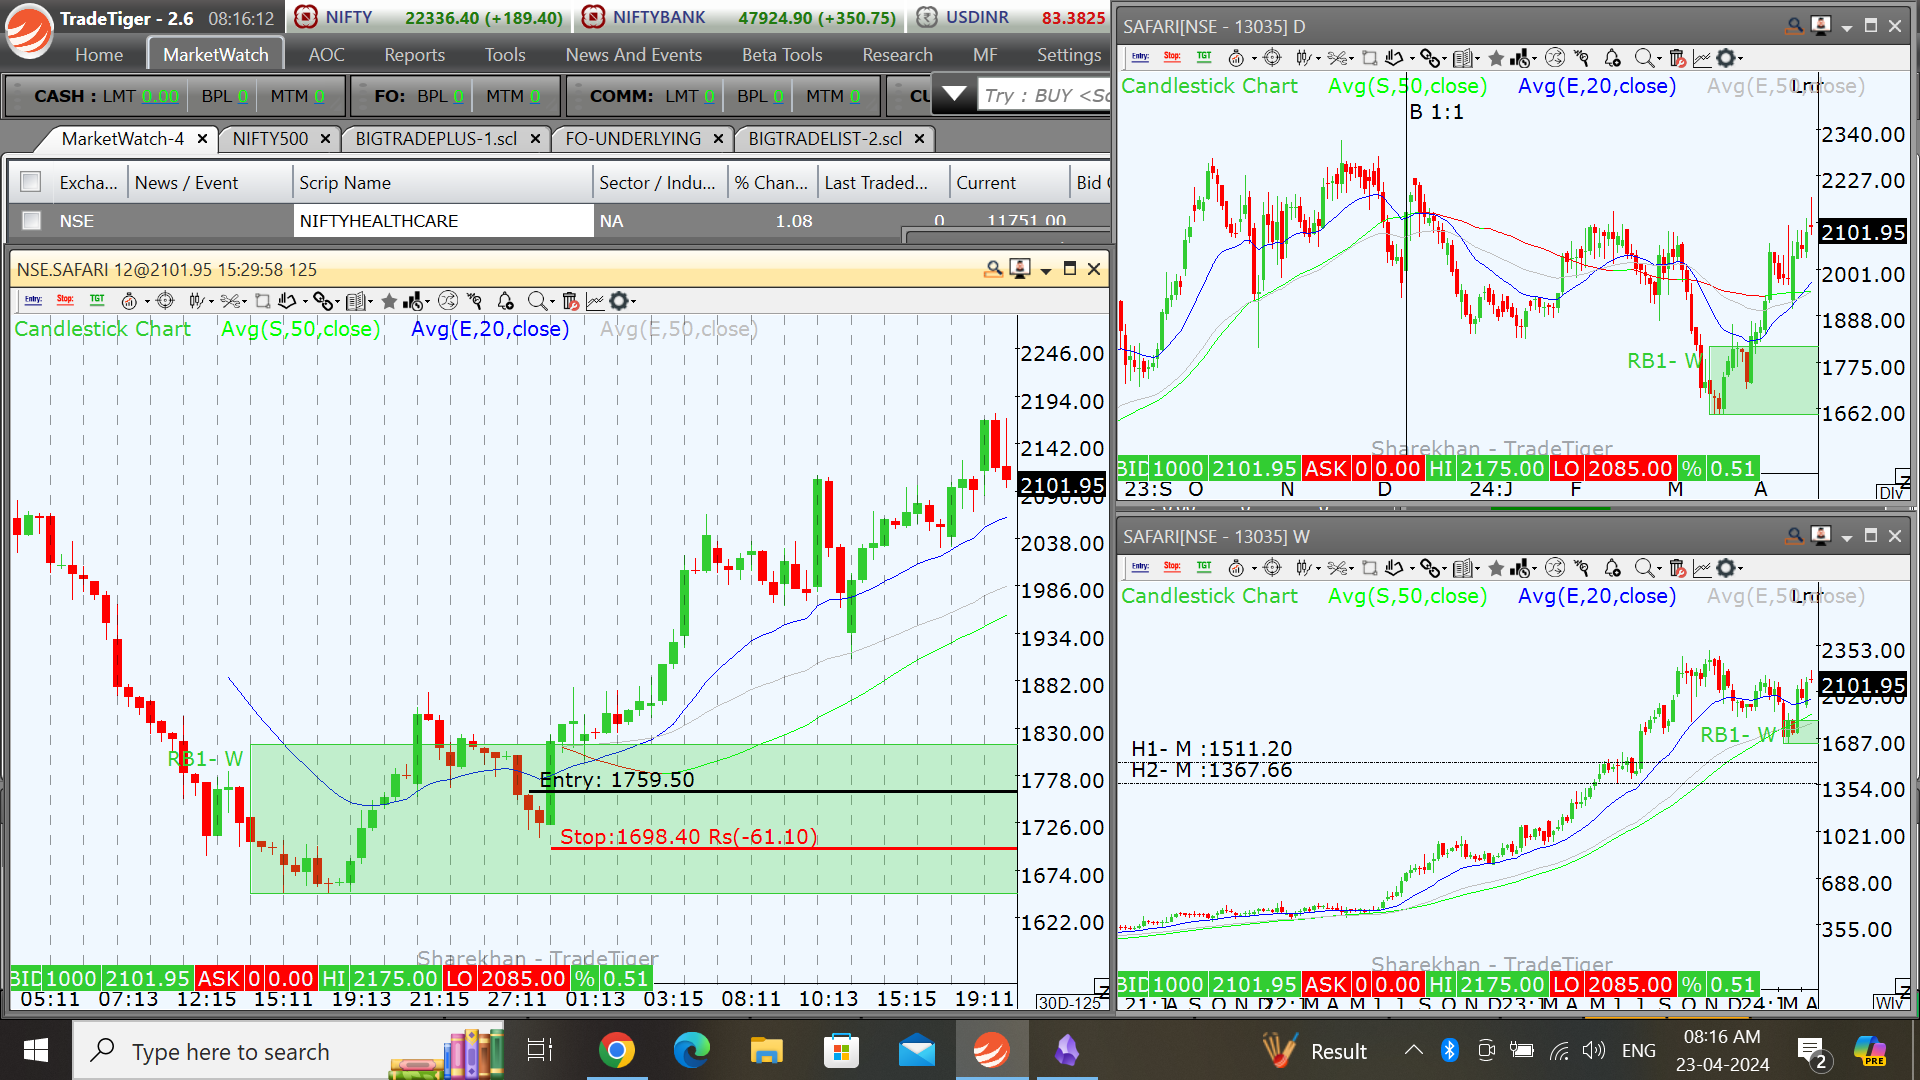 TradeTiger - 2.6 08:16:12 NIFTY 22336.40 (+189.40) NIFTYBANK 47924.90 (+350.75) USDINR 83.3825
Home MarketWatch AOC Reports Tools News And Events Beta Tools Research MF Settings
CASH : LMT 0.00 BPL 0 MTM 0 FO: BPL 0 MTM 0 COMM: LMT 0 BPL 0 MTM 0 Try : BUY <Sc
MarketWatch-4 NIFTY500 BIGTRADEPLUS-1.scl FO-UNDERLYING BIGTRADELIST-2.scl
Excha... News / Event Scrip Name Sector / Indu... % Chan... Last Traded... Current Bid
NSE NIFTYHEALTHCARE NA 1.08 0 11751.00
NSE.SAFARI 12@2101.95 15:29:58 125
Entry: Stop: TGT
Candlestick Chart Avg(S,50,close) Avg(E,20,close) Avg(E,50,close)
2246.00
2194.00
2142.00
2101.95
2090.00
2038.00
1986.00
1934.00
1882.00
1830.00
1778.00
1726.00
1674.00
1622.00
RB1- W
Entry: 1759.50
Stop:1698.40 Rs(-61.10)
Sharekhan - TradeTiger
BID 1000 2101.95 ASK 0 0.00 HI 2175.00 LO 2085.00 % 0.51
05:11 07:13 12:15 15:11 19:13 21:15 27:11 01:13 03:15 08:11 10:13 15:15 19:11 30D-125
SAFARI[NSE - 13035] D
Entry: Stop: TGT
Candlestick Chart Avg(S,50,close) Avg(E,20,close) Avg(E,50,close)
B 1:1
2340.00
2227.00
2101.95
2001.00
1888.00
1775.00
1662.00
RB1- W
Sharekhan - TradeTiger
BID 1000 2101.95 ASK 0 0.00 HI 2175.00 LO 2085.00 % 0.51
23:S O N D 24:J F M A DIv
SAFARI[NSE - 13035] W
Entry: Stop: TGT
Candlestick Chart Avg(S,50,close) Avg(E,20,close) Avg(E,50,close)
2353.00
2101.95
2020.00
1687.00
1354.00
1021.00
688.00
355.00
RB1- W
H1- M :1511.20
H2- M :1367.66
Sharekhan - TradeTiger
BID 1000 2101.95 ASK 0 0.00 HI 2175.00 LO 2085.00 % 0.51
WIv
Type here to search
Result
ENG
08:16 AM
23-04-2024
2
PRE